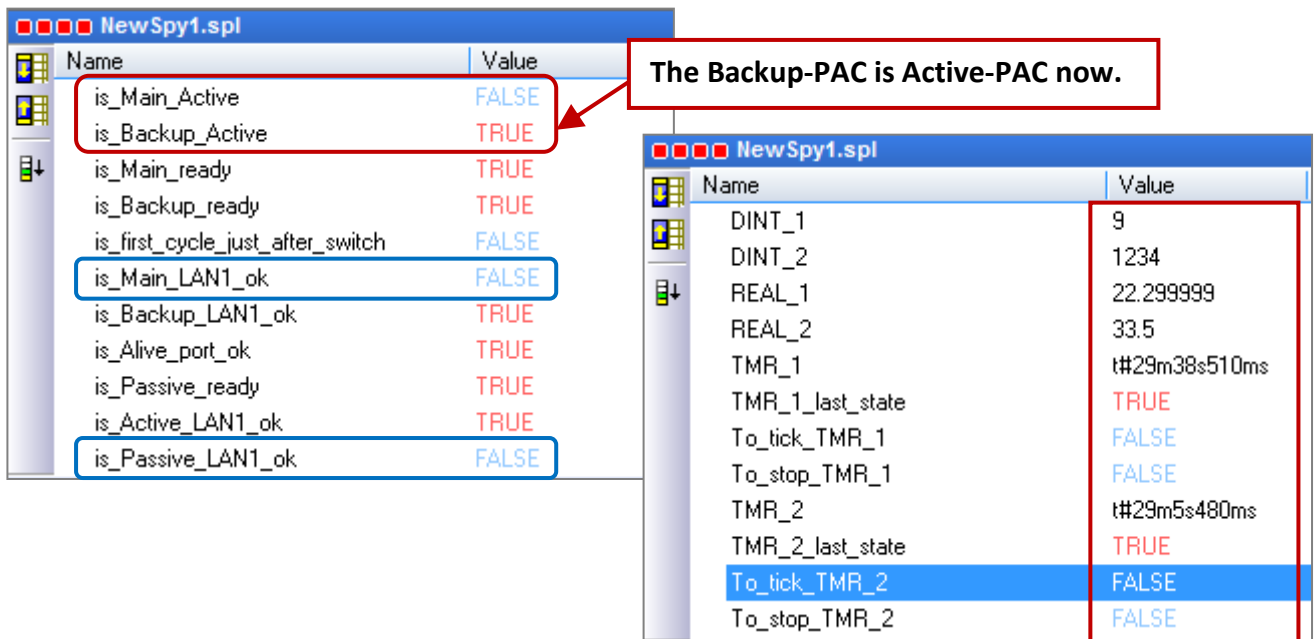 NewSpy1.spl
Name Value
is_Main_Active FALSE
is_Backup_Active TRUE
is_Main_ready TRUE
is_Backup_ready TRUE
is_first_cycle_just_after_switch FALSE
is_Main_LAN1_ok FALSE
is_Backup_LAN1_ok TRUE
is_Alive_port_ok TRUE
is_Passive_ready TRUE
is_Active_LAN1_ok TRUE
is_Passive_LAN1_ok FALSE
The Backup-PAC is Active-PAC now.
NewSpy1.spl
Name Value
DINT_1 9
DINT_2 1234
REAL_1 22.299999
REAL_2 33.5
TMR_1 t#29m38s510ms
TMR_1_last_state TRUE
To_tick_TMR_1 FALSE
To_stop_TMR_1 FALSE
TMR_2 t#29m5s480ms
TMR_2_last_state TRUE
To_tick_TMR_2 FALSE
To_stop_TMR_2 FALSE